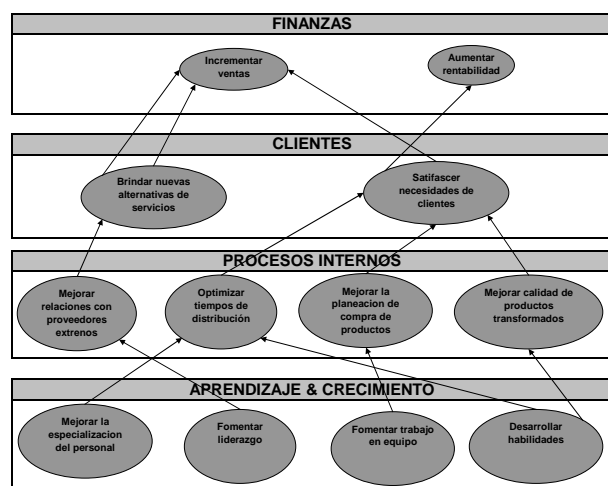 FINANZAS
Incrementar
ventas
Aumentar
rentabilidad
CLIENTES
Brindar nuevas
alternativas de
servicios
Satifascer
necesidades de
clientes
PROCESOS INTERNOS
Mejorar
relaciones con
proveedores
extrenos
Optimizar
tiempos de
distribución
Mejorar la
planeacion de
compra de
productos
Mejorar calidad de
productos
transformados
APRENDIZAJE & CRECIMIENTO
Mejorar la
especializacion
del personal
Fomentar
liderazgo
Fomentar trabajo
en equipo
Desarrollar
habilidades